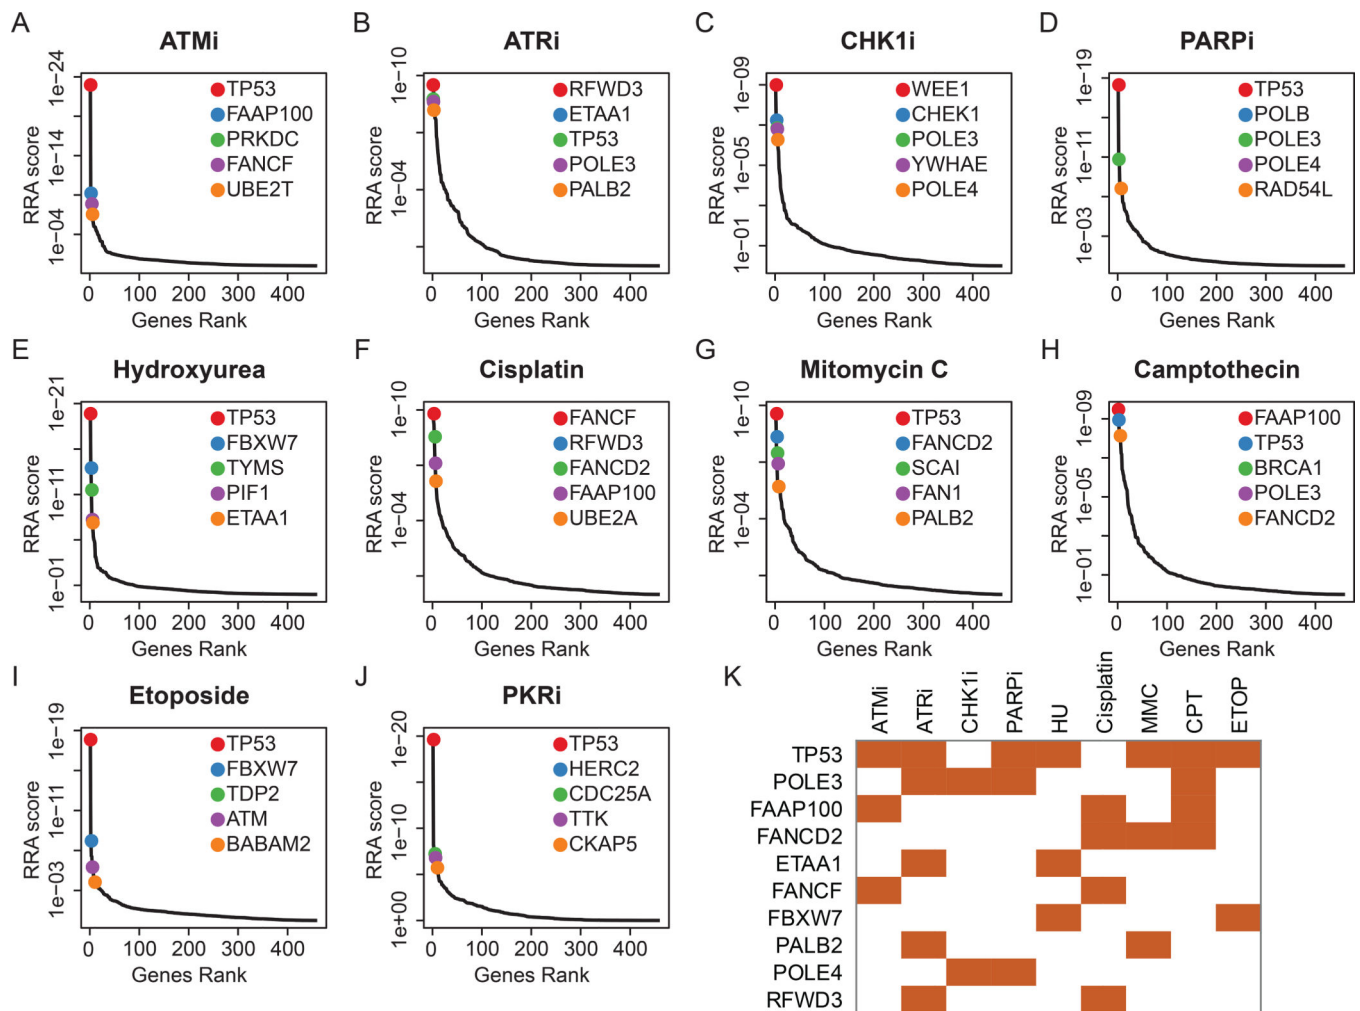 A
ATMi
RRA score
1e-24
1e-14
1e-04
TP53
FAAP100
PRKDC
FANCF
UBE2T
0 100 200 300 400
Genes Rank
B
ATRi
RRA score
1e-10
1e-04
RFWD3
ETAA1
TP53
POLE3
PALB2
0 100 200 300 400
Genes Rank
C
CHK1i
RRA score
1e-09
1e-05
1e-01
WEE1
CHEK1
POLE3
YWHAE
POLE4
0 100 200 300 400
Genes Rank
D
PARPi
RRA score
1e-19
1e-11
1e-03
TP53
POLB
POLE3
POLE4
RAD54L
0 100 200 300 400
Genes Rank
E
Hydroxyurea
RRA score
1e-21
1e-11
1e-01
TP53
FBXW7
TYMS
PIF1
ETAA1
0 100 200 300 400
Genes Rank
F
Cisplatin
RRA score
1e-10
1e-04
FANCF
RFWD3
FANCD2
FAAP100
UBE2A
0 100 200 300 400
Genes Rank
G
Mitomycin C
RRA score
1e-10
1e-04
TP53
FANCD2
SCAI
FAN1
PALB2
0 100 200 300 400
Genes Rank
H
Camptothecin
RRA score
1e-09
1e-05
1e-01
FAAP100
TP53
BRCA1
POLE3
FANCD2
0 100 200 300 400
Genes Rank
I
Etoposide
RRA score
1e-19
1e-11
1e-03
TP53
FBXW7
TDP2
ATM
BABAM2
0 100 200 300 400
Genes Rank
J
PKRi
RRA score
1e-20
1e-10
1e+00
TP53
HERC2
CDC25A
TTK
CKAP5
0 100 200 300 400
Genes Rank
K
ATMi ATRi CHK1i PARPi HU Cisplatin MMC CPT ETOP
TP53
POLE3
FAAP100
FANCD2
ETAA1
FANCF
FBXW7
PALB2
POLE4
RFWD3